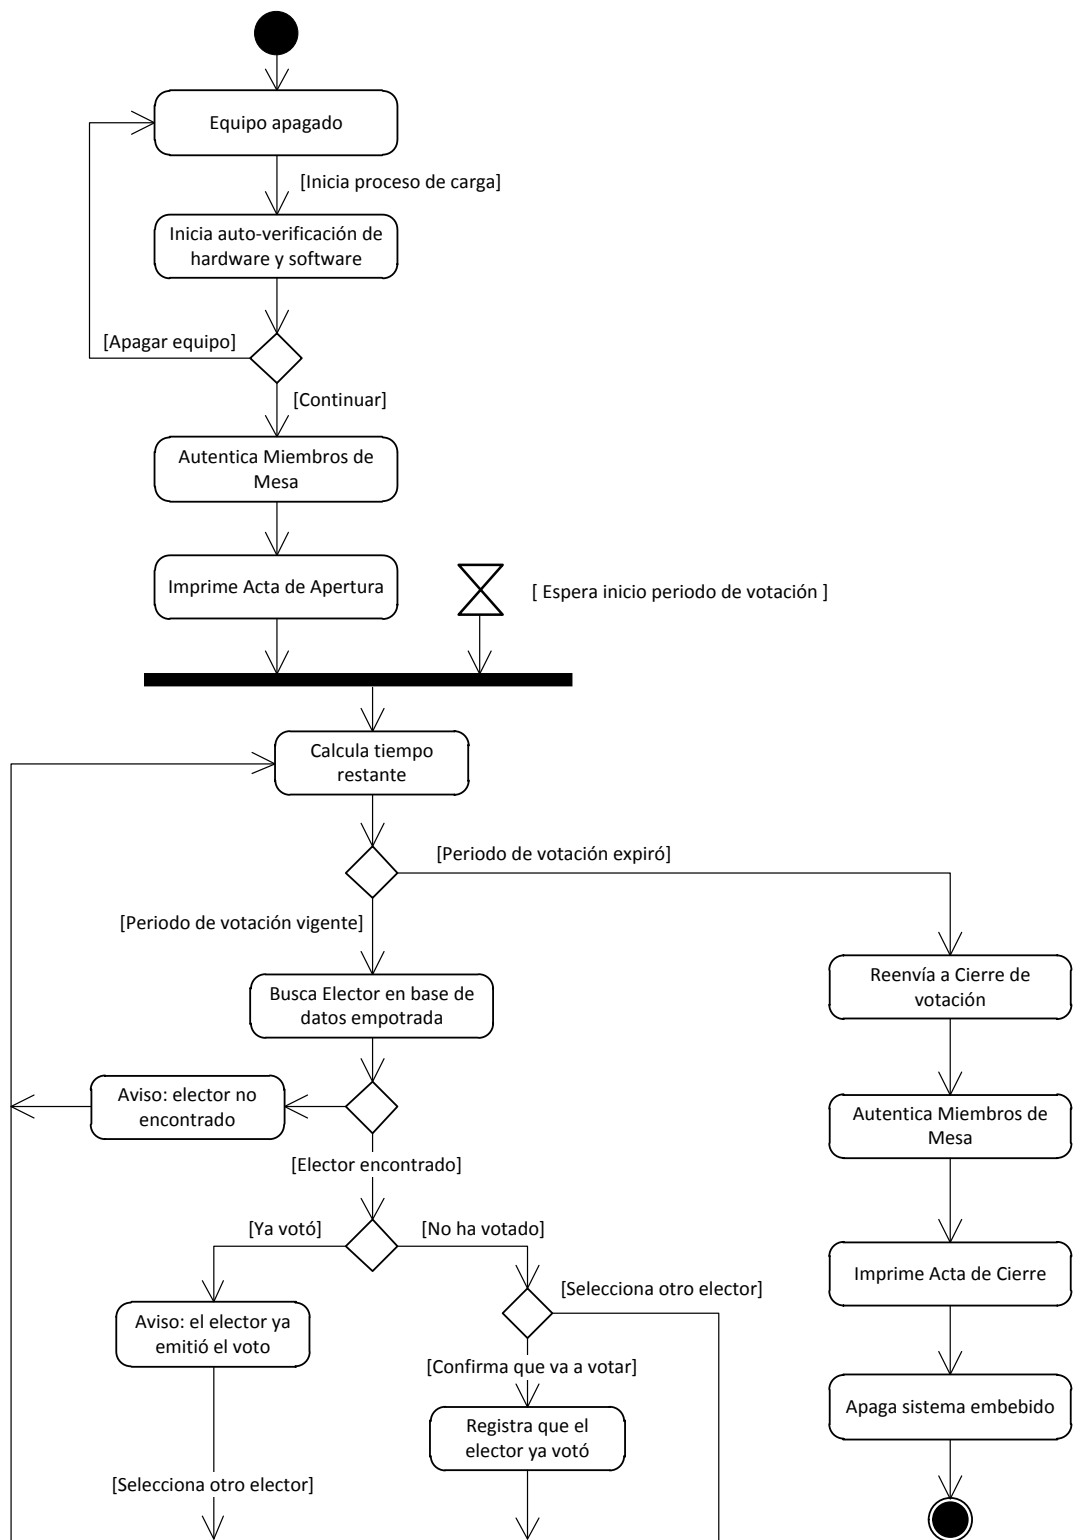 Equipo apagado
[Inicia proceso de carga]
Inicia auto-verificación de
hardware y software
[Apagar equipo]
[Continuar]
Autentica Miembros de
Mesa
Imprime Acta de Apertura
[ Espera inicio periodo de votación ]
Calcula tiempo
restante
[Periodo de votación expiró]
[Periodo de votación vigente]
Busca Elector en base de
datos empotrada
Reenvía a Cierre de
votación
Aviso: elector no
encontrado
Autentica Miembros de
Mesa
[Elector encontrado]
[Ya votó]
[No ha votado]
Imprime Acta de Cierre
[Selecciona otro elector]
Aviso: el elector ya
emitió el voto
[Confirma que va a votar]
Apaga sistema embebido
Registra que el
elector ya votó
[Selecciona otro elector]